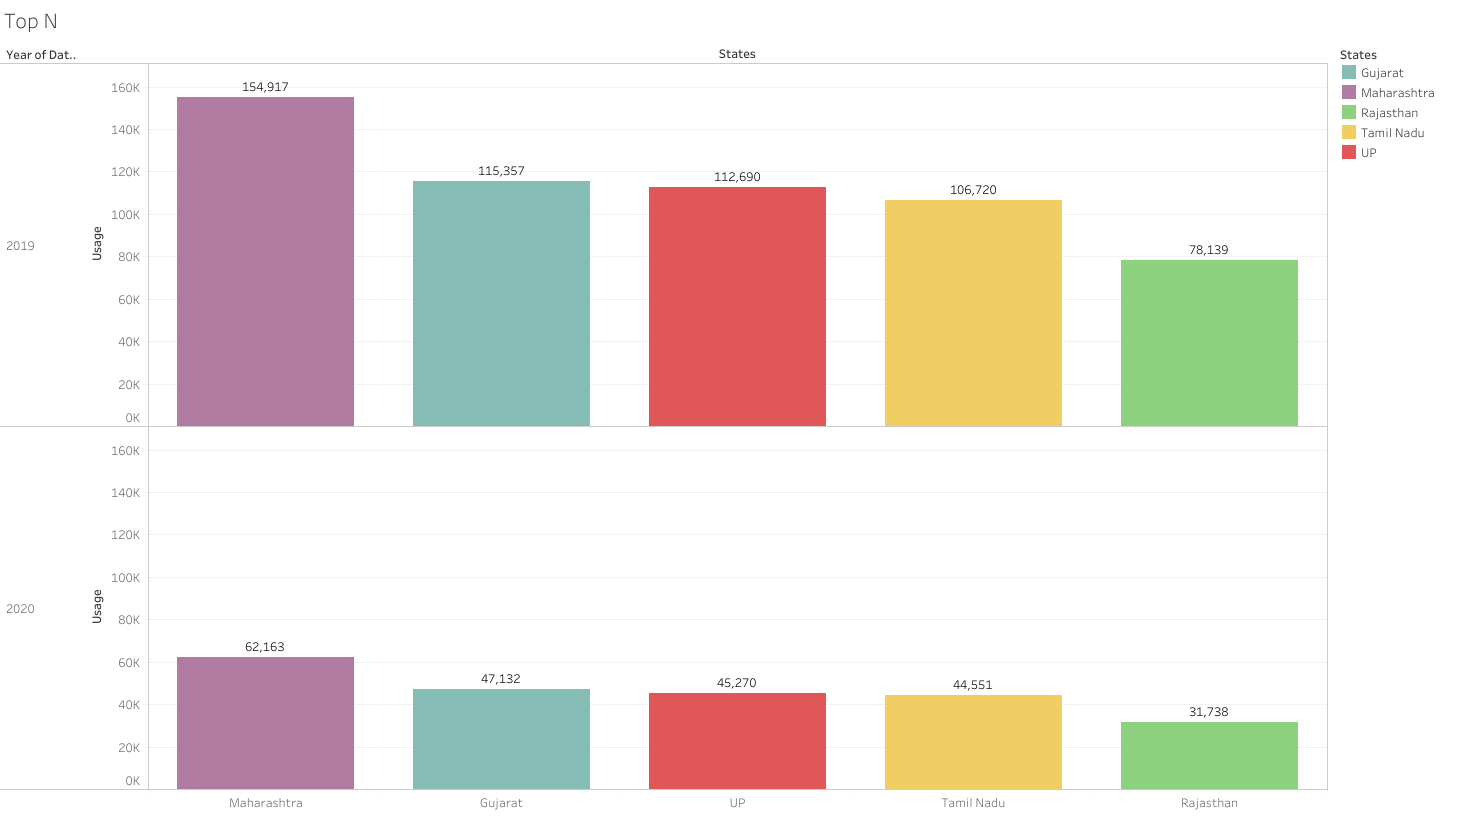 Top N
Year of Dat..
States
2019
Usage
160K
140K
120K
100K
80K
60K
40K
20K
0K
154,917
115,357
112,690
106,720
78,139
2020
Usage
160K
140K
120K
100K
80K
60K
40K
20K
0K
62,163
47,132
45,270
44,551
31,738
Maharashtra
Gujarat
UP
Tamil Nadu
Rajasthan
States
Gujarat
Maharashtra
Rajasthan
Tamil Nadu
UP